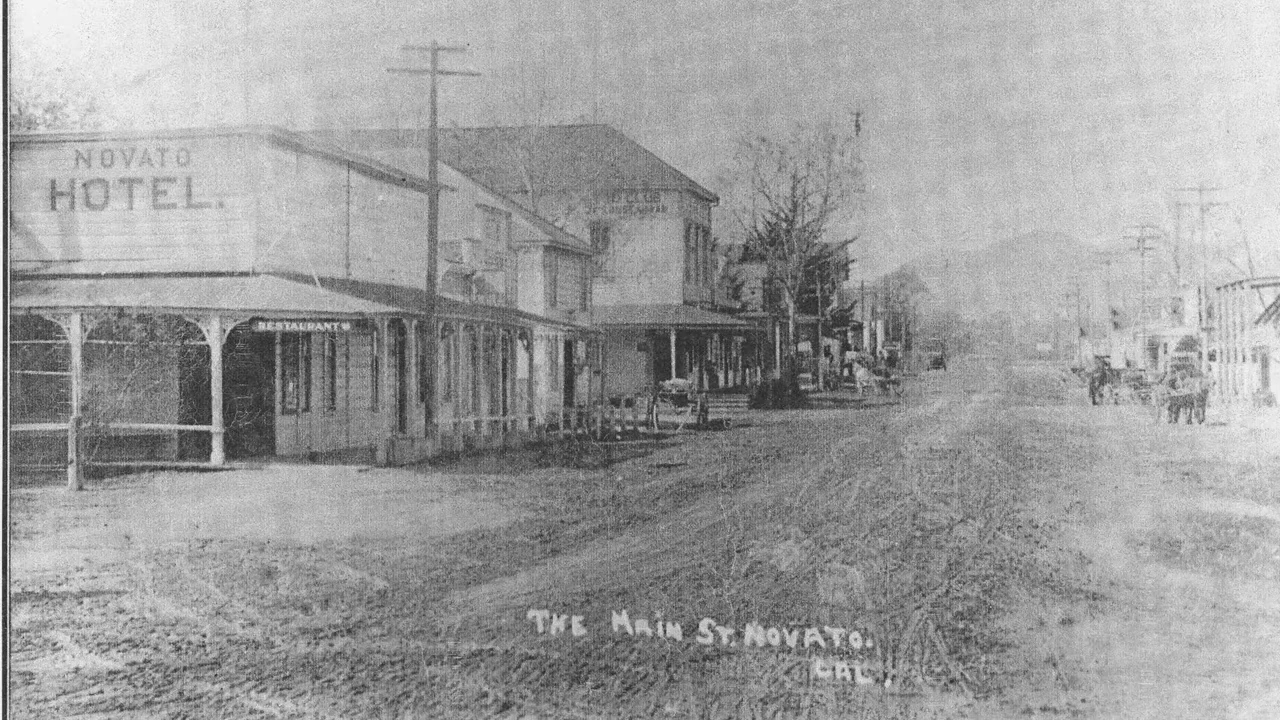 NOVATO
HOTEL.
RESTAURANT
THE MAIN ST. NOVATO.
CAL.